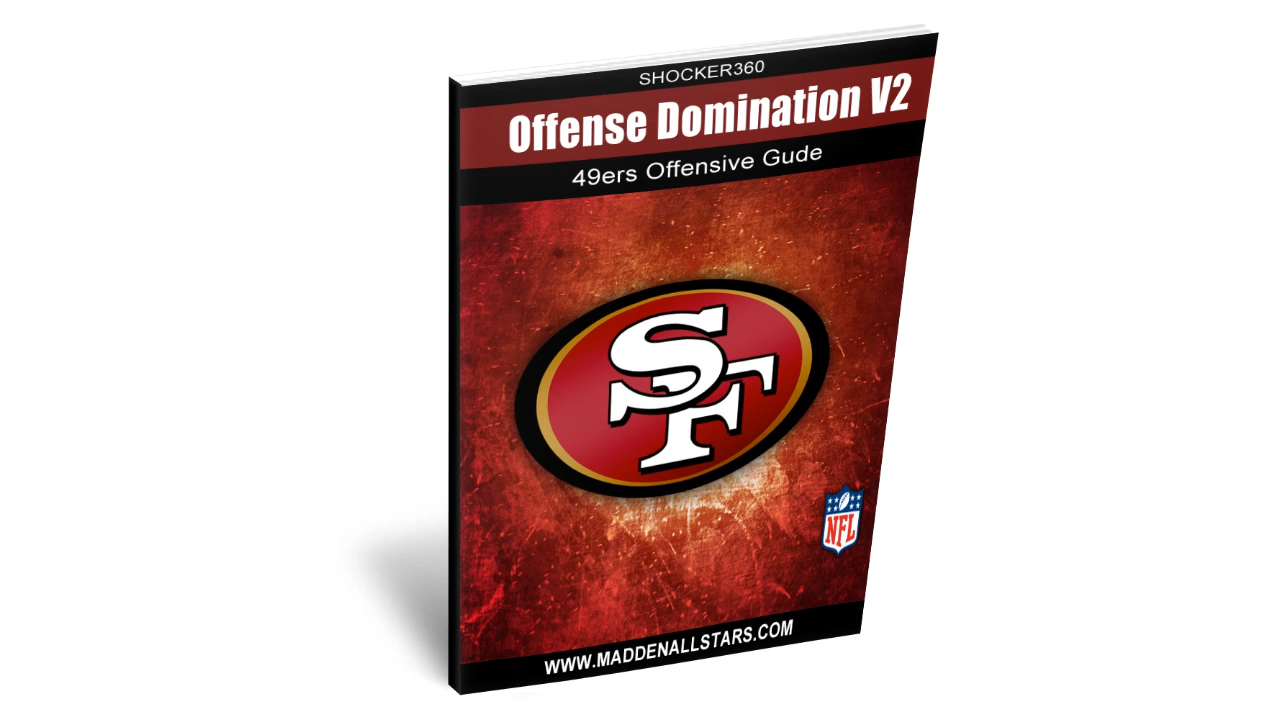 SHOCKER360
Offense Domination V2
49ers Offensive Gude
SF
NFL
WWW.MADDENALLSTARS.COM